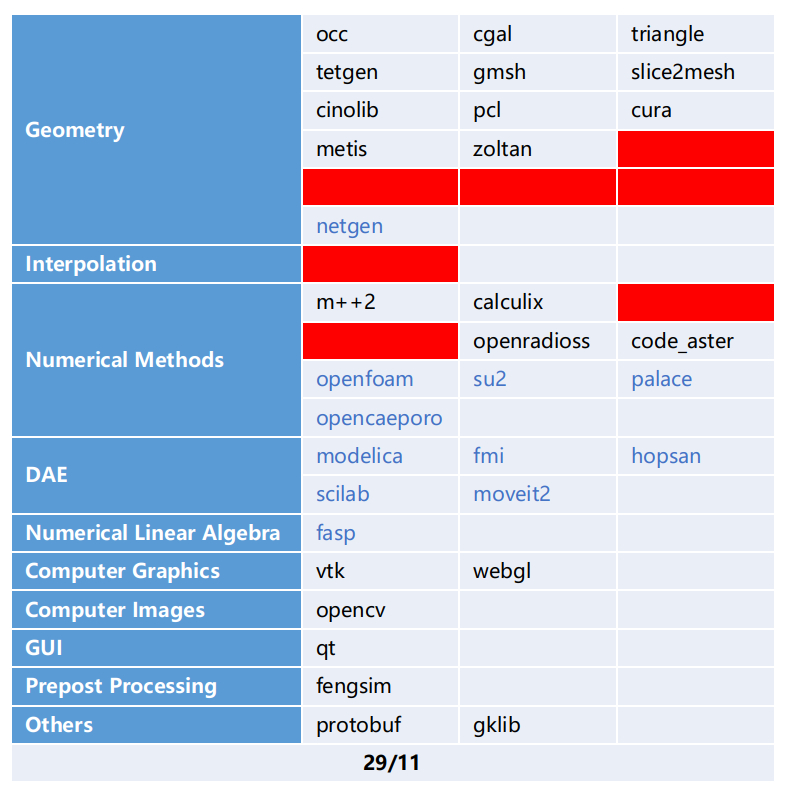 occ cgal triangle
tetgen gmsh slice2mesh
cinolib pcl cura
Geometry
metis zoltan
netgen
Interpolation
m++2 calculix
openradioss code_aster
Numerical Methods
openfoam su2 palace
opencaeporo
modelica fmi hopsan
DAE
scilab moveit2
Numerical Linear Algebra fasp
Computer Graphics vtk webgl
Computer Images opencv
GUI qt
Prepost Processing fengsim
Others protobuf gklib
29/11